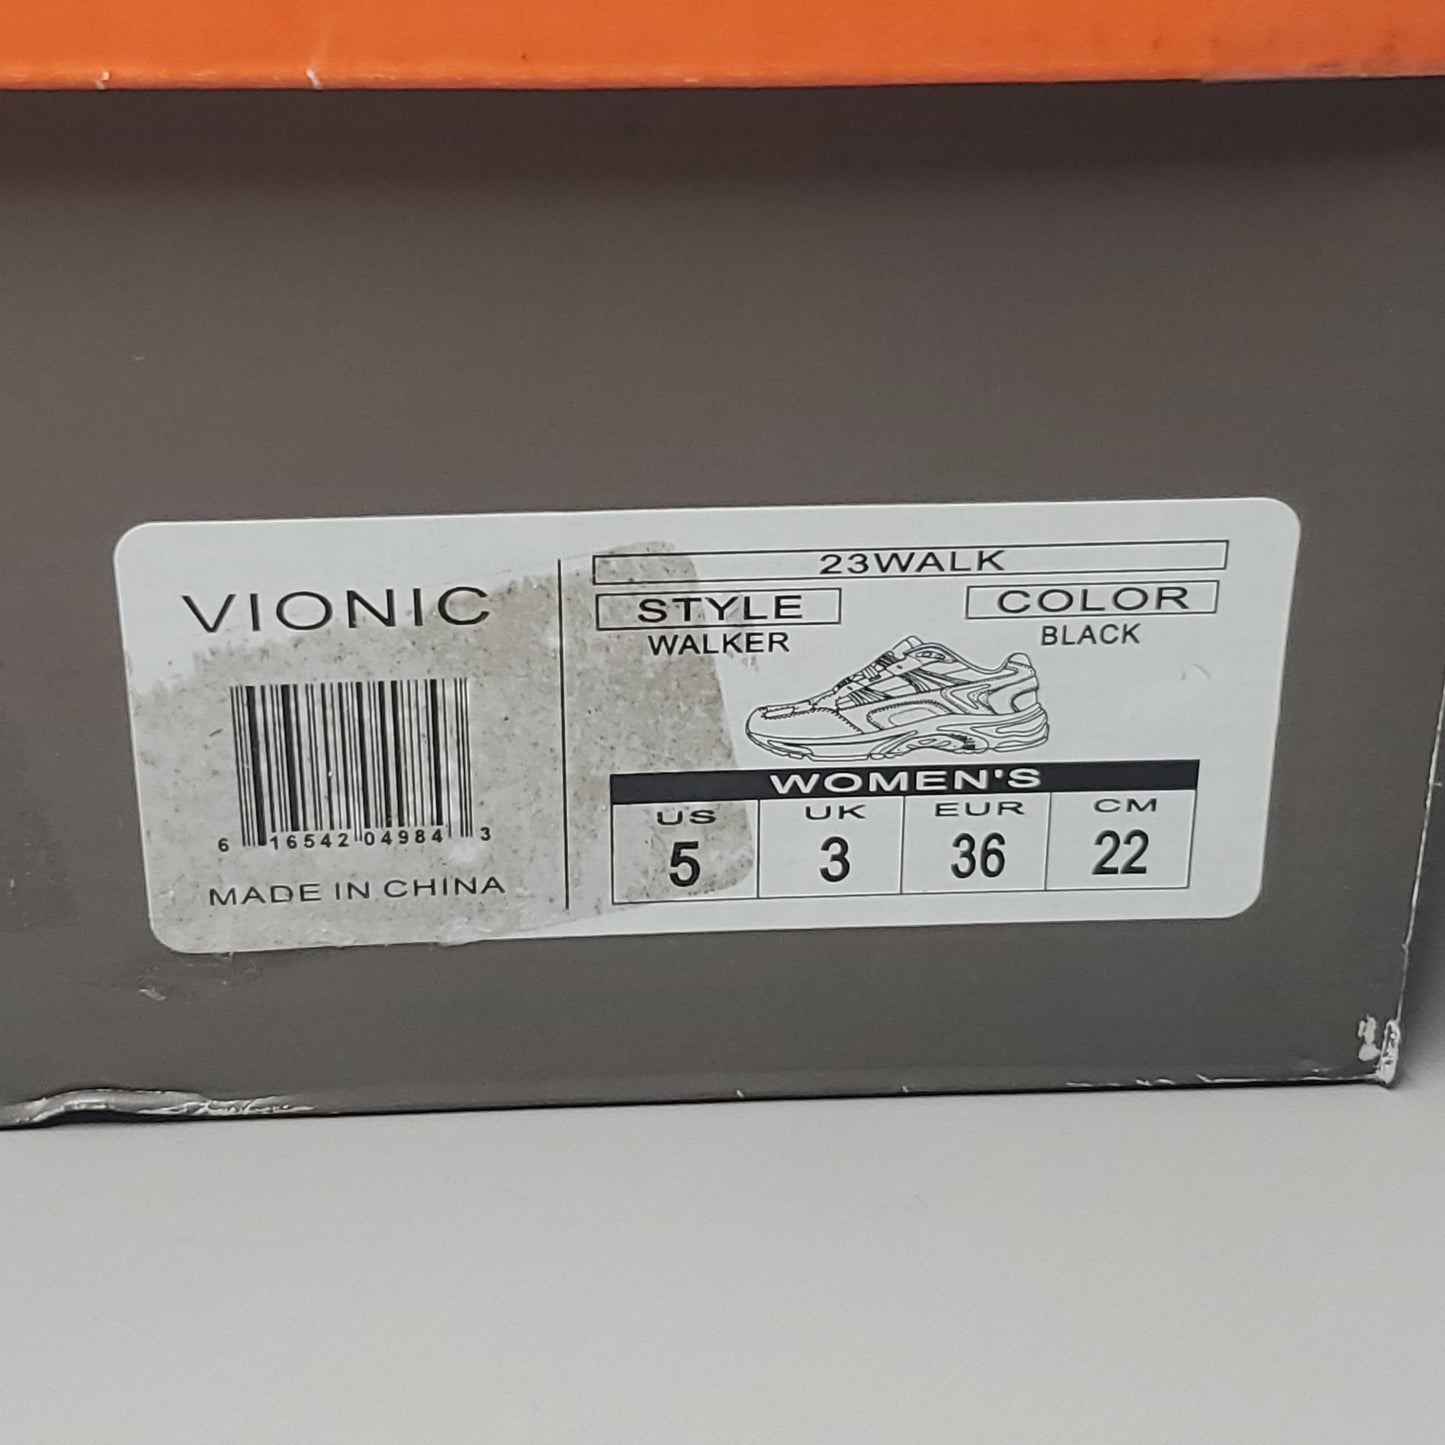 VIONIC
6 16542 04984 3
MADE IN CHINA
23WALK
STYLE
WALKER
COLOR
BLACK
WOMEN'S
US UK EUR CM
5 3 36 22